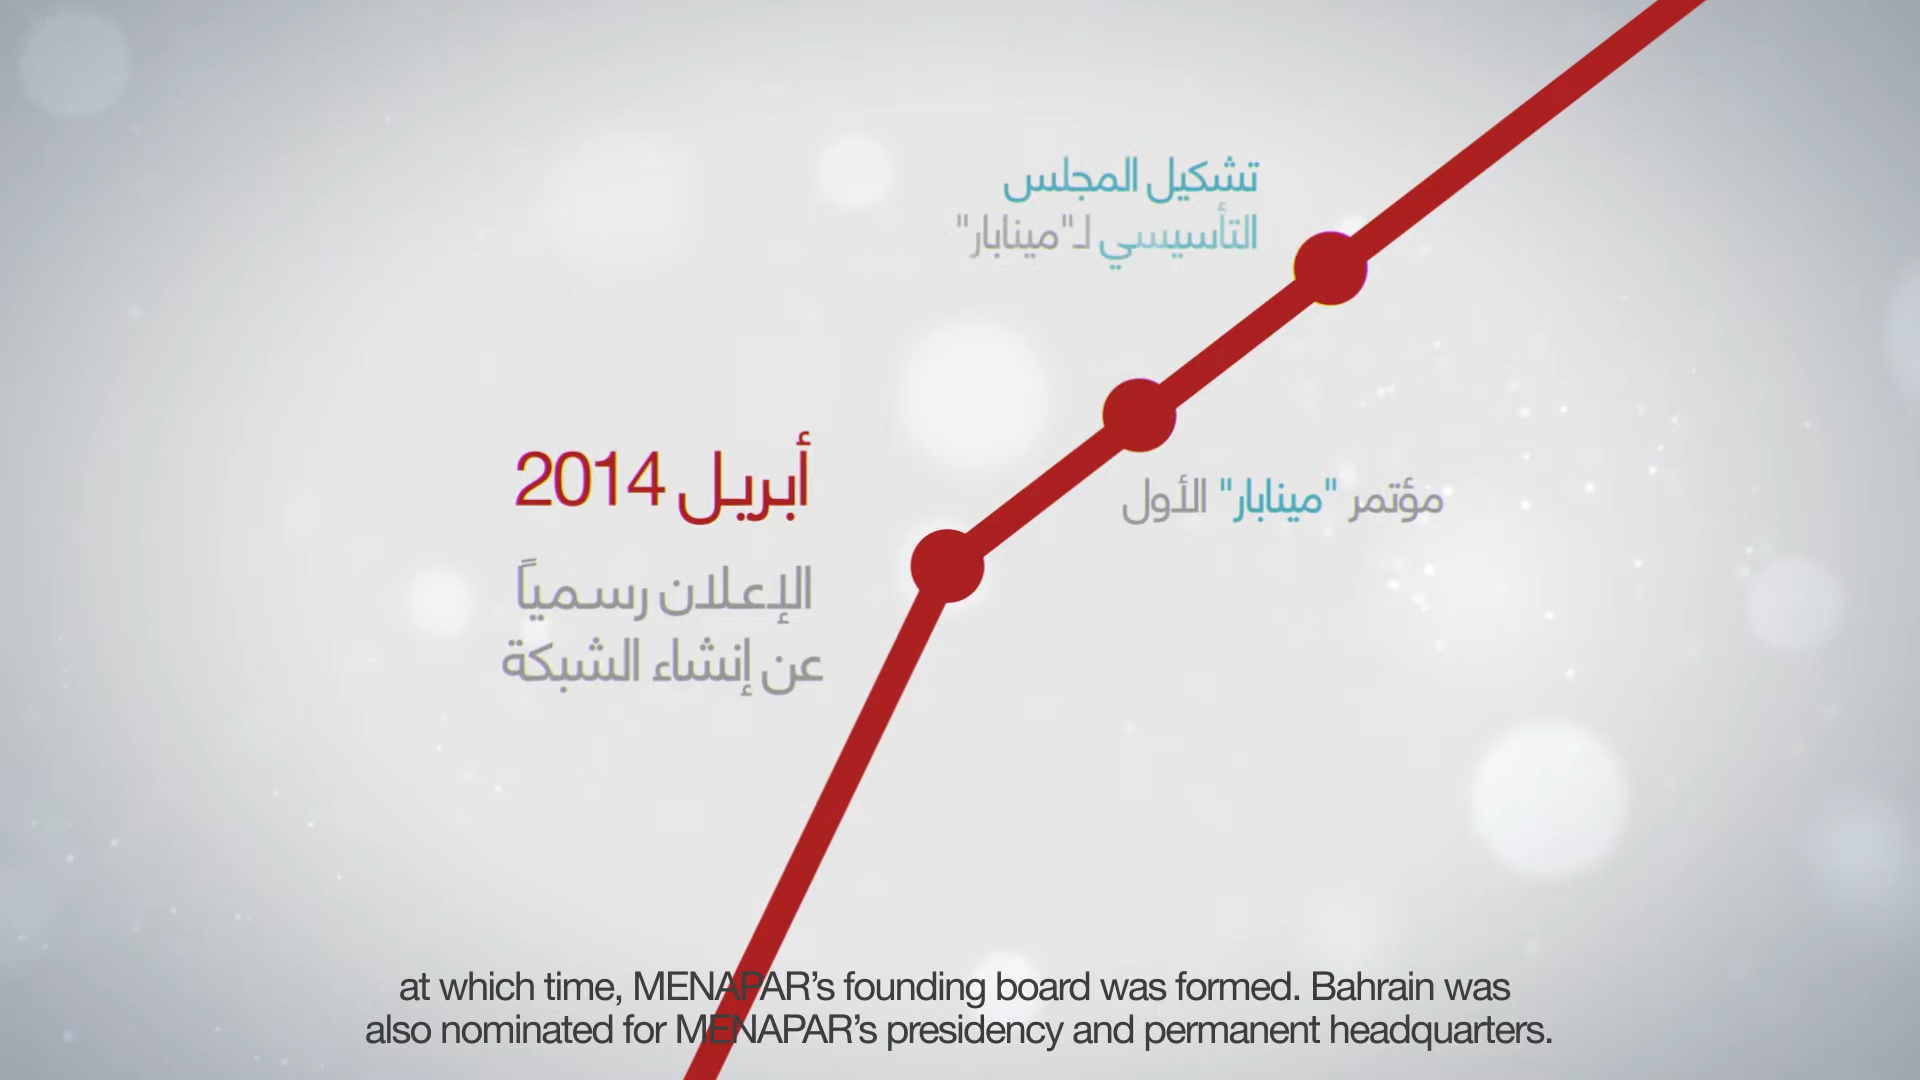 تشكيل المجلس
التأسيسي لـ"مينابار"
أبريل 2014
مؤتمر "مينابار" الأول
الإعلان رسمياً
عن إنشاء الشبكة
at which time, MENAPAR’s founding board was formed. Bahrain was
also nominated for MENAPAR’s presidency and permanent headquarters.